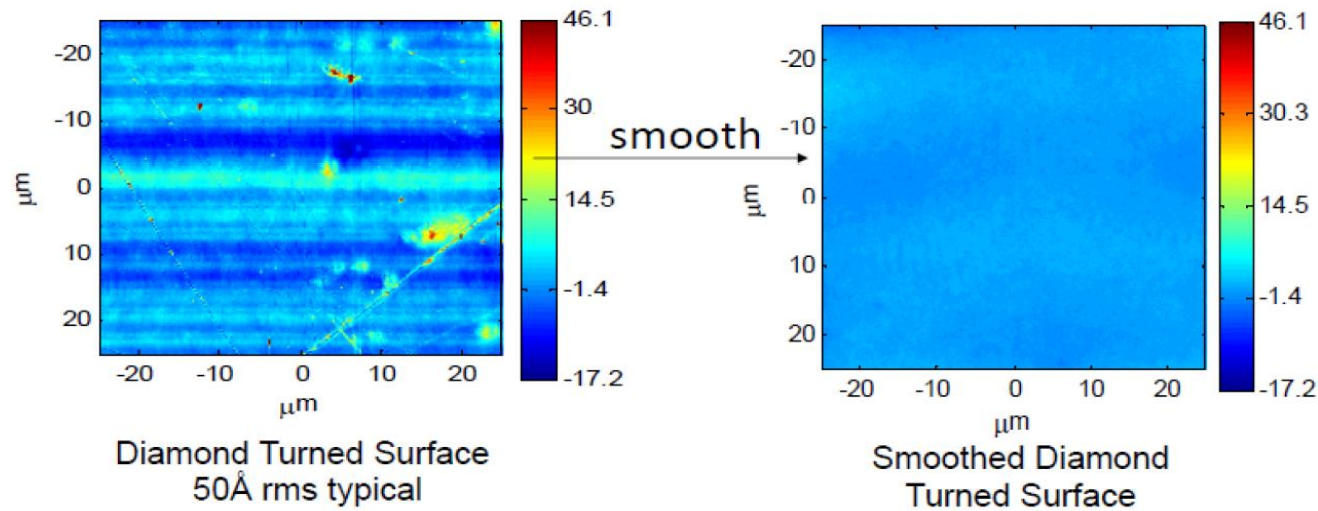 46.1
30
14.5
-1.4
-17.2
-20
-10
0
10
20
μm
-20 -10 0 10 20
μm
Diamond Turned Surface
50Å rms typical
smooth
-20
-10
0
10
20
μm
-20 -10 0 10 20
μm
46.1
30.3
14.5
-1.4
-17.2
Smoothed Diamond
Turned Surface